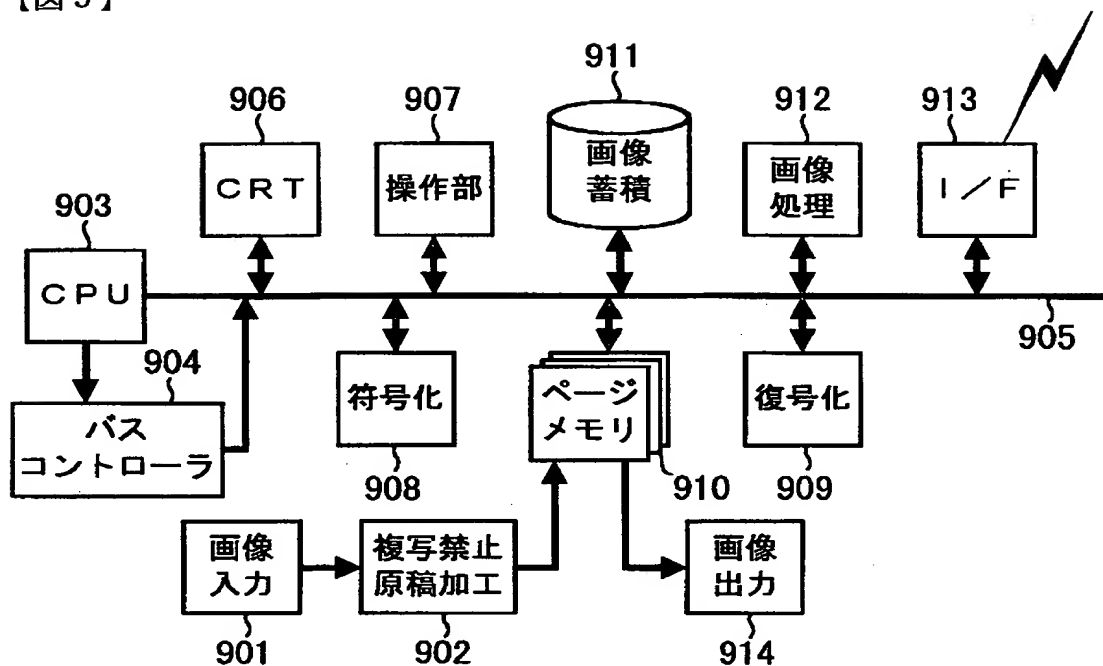 【図9】
911
906
907
912
913
画像
蓄積
CRT
操作部
画像
処理
I/F
903
CPU
905
904
バス
コントローラ
符号化
ページ
メモリ
復号化
908
910
909
画像
入力
複写禁止
原稿加工
画像
出力
901
902
914